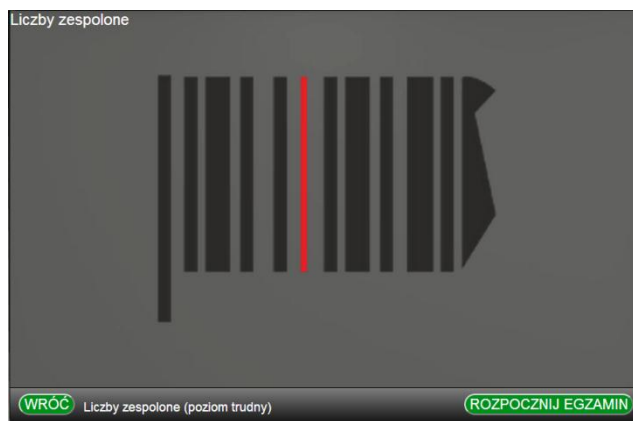 Liczby zespolone
WRÓĆ Liczby zespolone (poziom trudny) ROZPOCZNIJ EGZAMIN